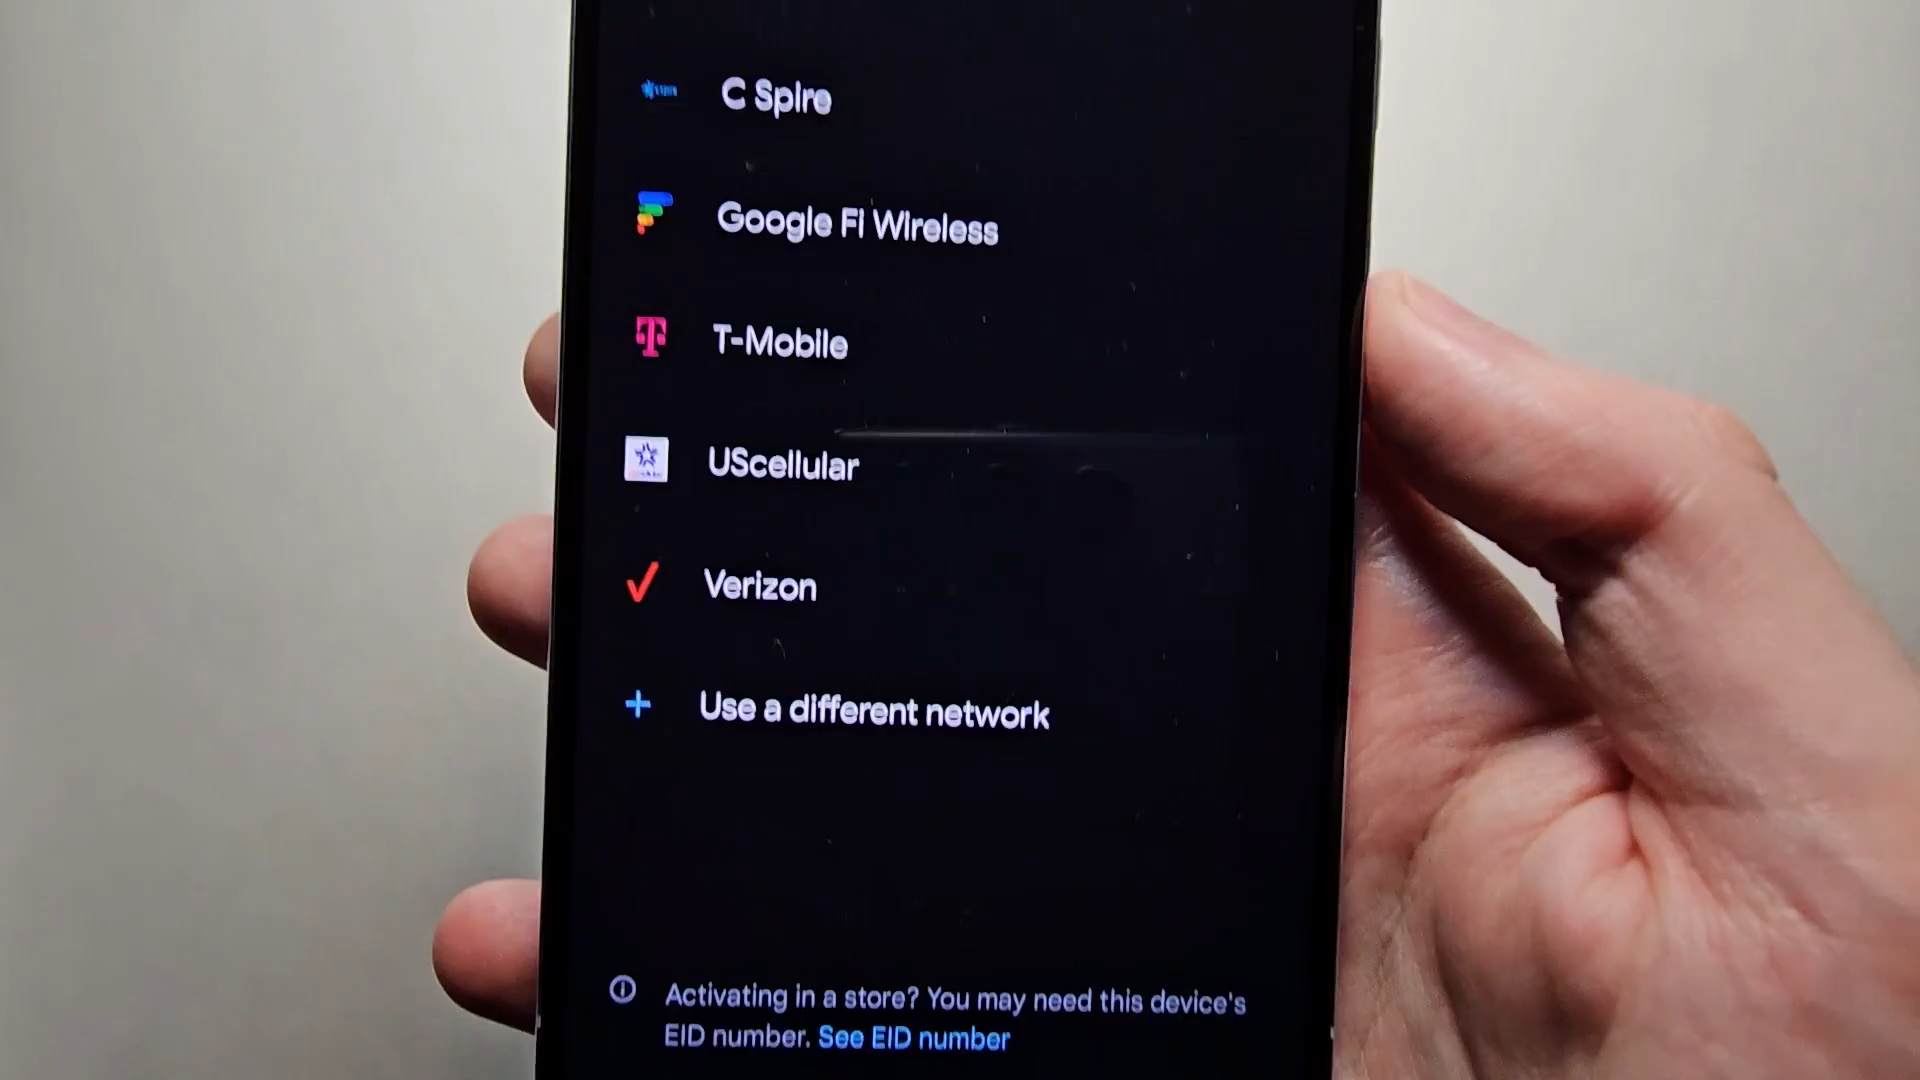 C Spire
Google Fi Wireless
T-Mobile
UScellular
Verizon
Use a different network
Activating in a store? You may need this device's
EID number. See EID number